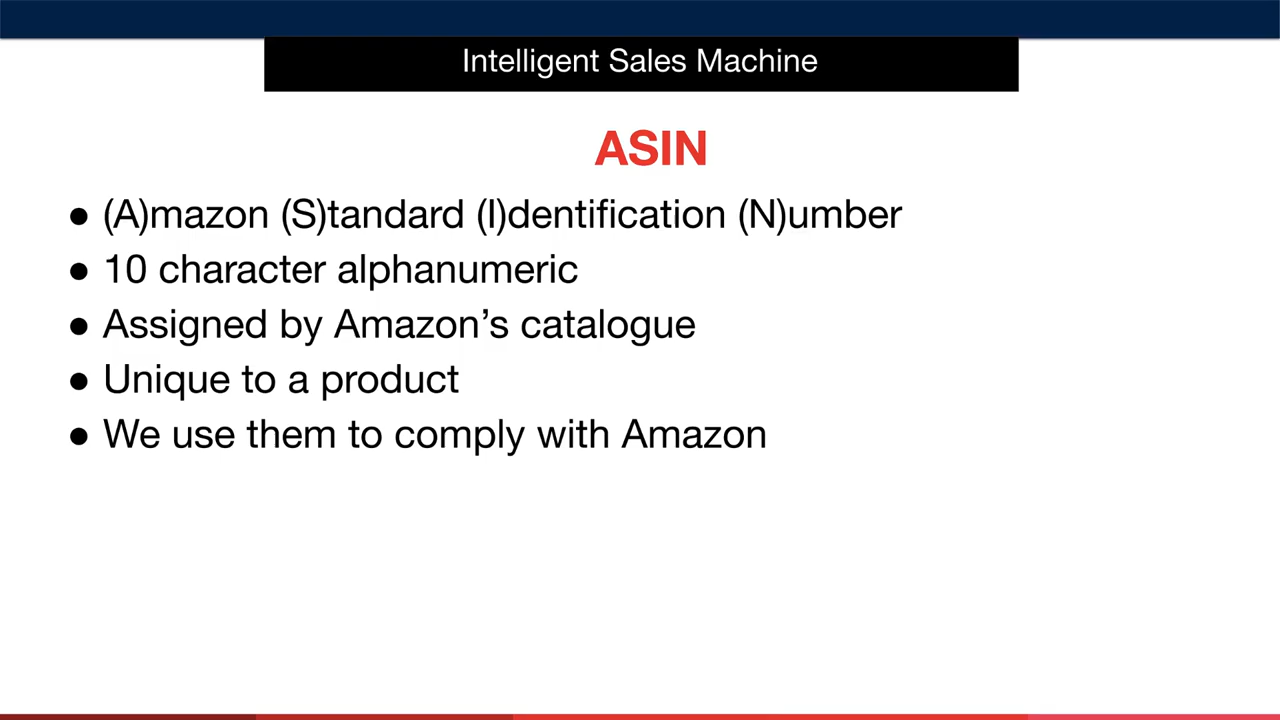 Intelligent Sales Machine
ASIN
● (A)mazon (S)tandard (I)dentification (N)umber
● 10 character alphanumeric
● Assigned by Amazon’s catalogue
● Unique to a product
● We use them to comply with Amazon